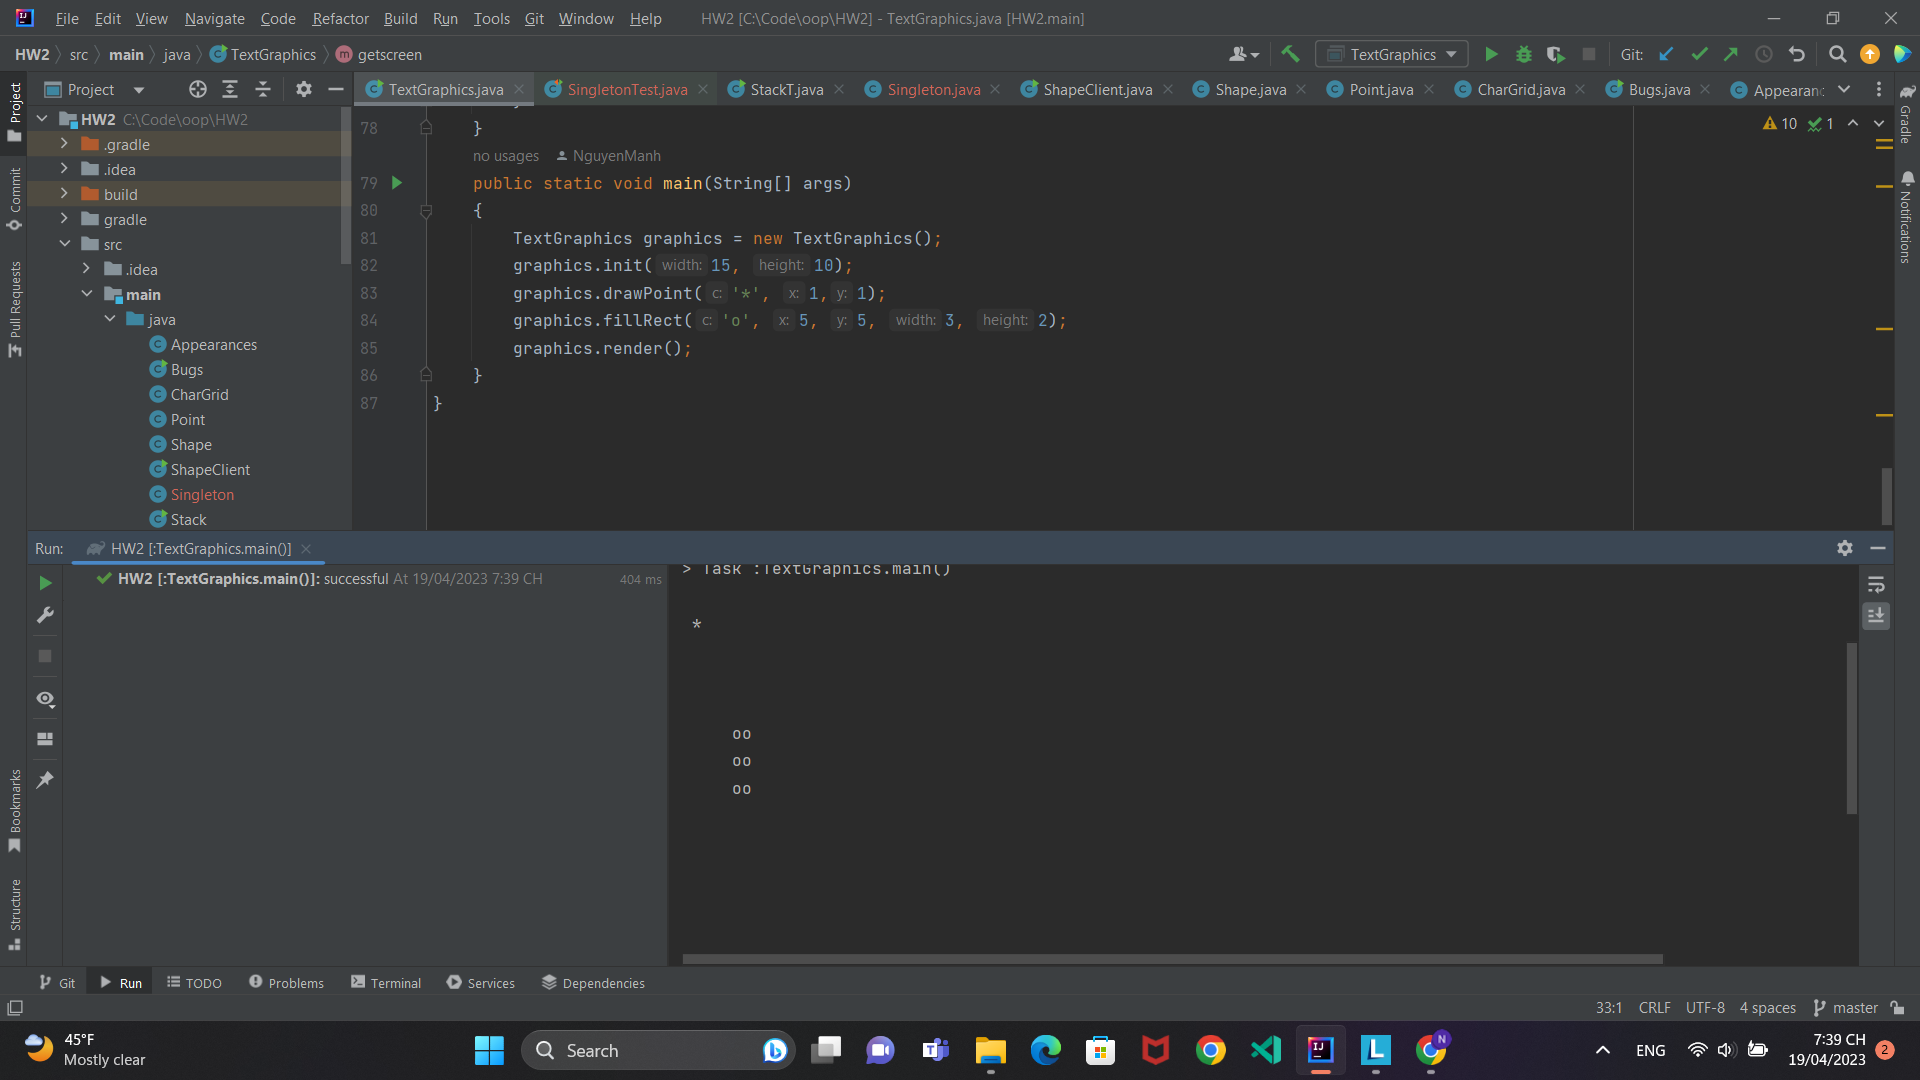 File Edit View Navigate Code Refactor Build Run Tools Git Window Help HW2 [C:\Code\oop\HW2] - TextGraphics.java [HW2.main]
HW2 src main java TextGraphics getscreen TextGraphics Git:
Project
TextGraphics.java SingletonTest.java StackT.java Singleton.java ShapeClient.java Shape.java Point.java CharGrid.java Bugs.java Appearan
Project
Commit
Pull Requests
Bookmarks
Structure
Gradle
Notifications
HW2 C:\Code\oop\HW2
.gradle
.idea
build
gradle
src
.idea
main
java
Appearances
Bugs
CharGrid
Point
Shape
ShapeClient
Singleton
Stack
10 1
78 }
no usages NguyenManh
79 public static void main(String[] args)
80 {
81 TextGraphics graphics = new TextGraphics();
82 graphics.init( width: 15, height: 10);
83 graphics.drawPoint( c: '*', x: 1, y: 1);
84 graphics.fillRect( c: 'o', x: 5, y: 5, width: 3, height: 2);
85 graphics.render();
86 }
87 }
Run: HW2 [:TextGraphics.main()]
HW2 [:TextGraphics.main()]: successful At 19/04/2023 7:39 CH 404 ms
> Task :TextGraphics.main()
*
oo
oo
oo
Git Run TODO Problems Terminal Services Dependencies
33:1 CRLF UTF-8 4 spaces master
45°F
Mostly clear
Search
N
ENG
7:39 CH
19/04/2023
2